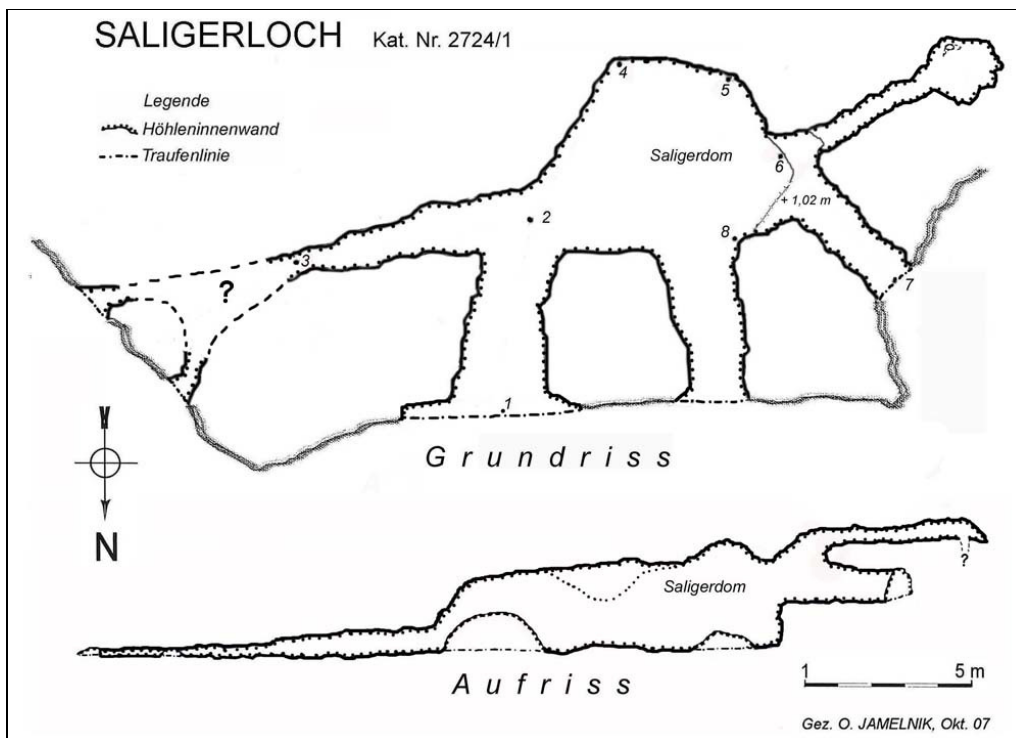 SALIGERLOCH Kat. Nr. 2724/1
Legende
Höhleninnenwand
Traufenlinie
4
5
Saligerdom
6
+ 1,02 m
2
8
3
7
?
1
Grundriss
N
?
Saligerdom
Aufriss
1 5 m
Gez. O. JAMELNIK, Okt. 07